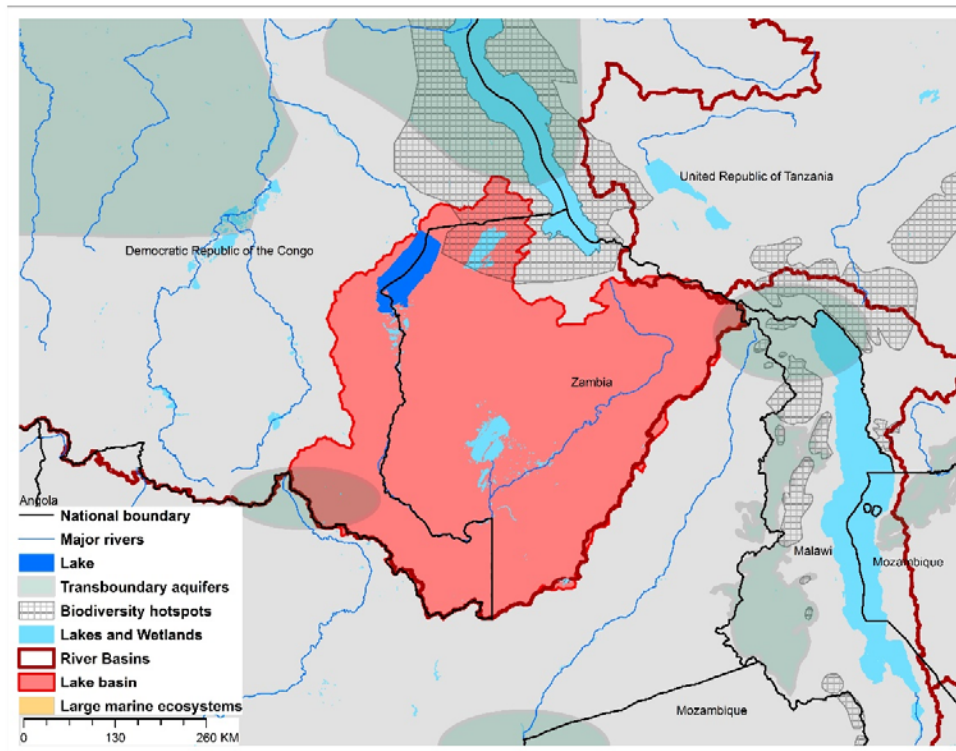 United Republic of Tanzania
Democratic Republic of the Congo
Zambia
Angola
National boundary
Major rivers
Lake
Transboundary aquifers
Biodiversity hotspots
Lakes and Wetlands
River Basins
Lake basin
Large marine ecosystems
0 130 260 KM
Malawi
Mozambique
Mozambique